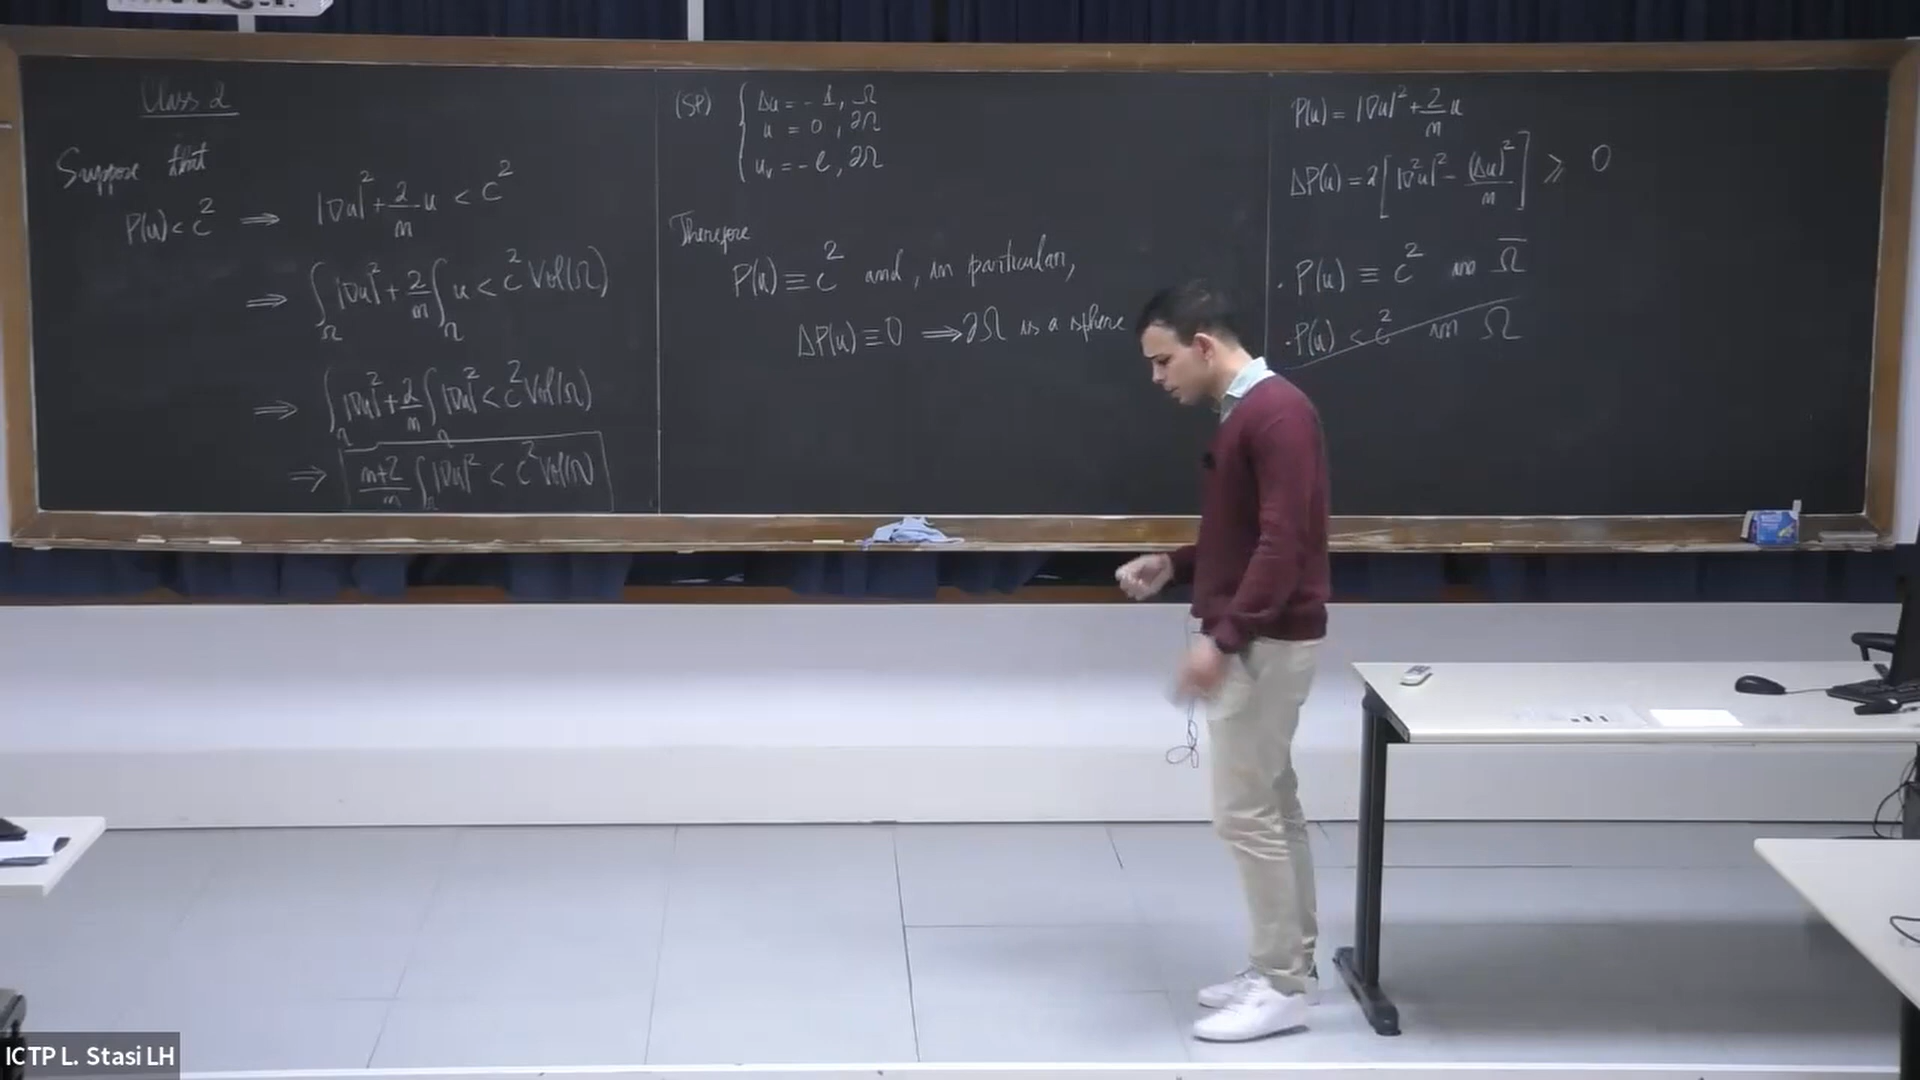 Class 2
Suppose that
P(u) < c² ⟹ |∇u|² + 2/n u < c²
⟹ ∫_Ω |∇u|² + 2/n ∫_Ω u < c² Vol(Ω)
⟹ ∫_Ω |∇u|² + 2/n ∫_Ω |∇u|² < c² Vol(Ω)
⟹ n+2/n ∫_Ω |∇u|² < c² Vol(Ω)
(SP) { Δu = -1, Ω
u = 0, ∂Ω
u_ν = -c, ∂Ω
Therefore
P(u) ≡ c² and, in particular,
ΔP(u) ≡ 0 ⟹ ∂Ω is a sphere
P(u) = |∇u|² + 2/n u
ΔP(u) = 2[|∇²u|² - (Δu)²/n] ⩾ 0
· P(u) ≡ c² in Ω̅
· P(u) < c² in Ω
ICTP L. Stasi LH